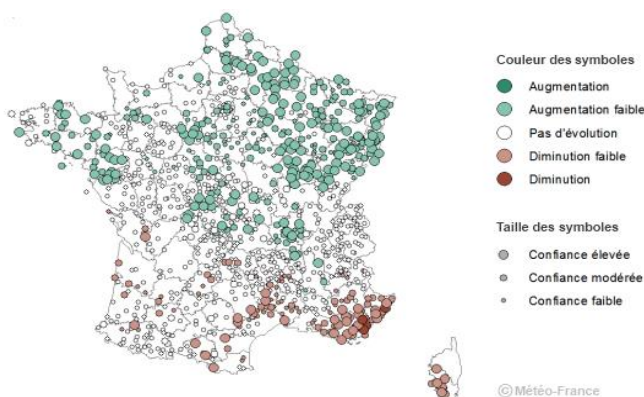 Couleur des symboles
Augmentation
Augmentation faible
Pas d'évolution
Diminution faible
Diminution
Taille des symboles
Confiance élevée
Confiance modérée
Confiance faible
© Météo-France